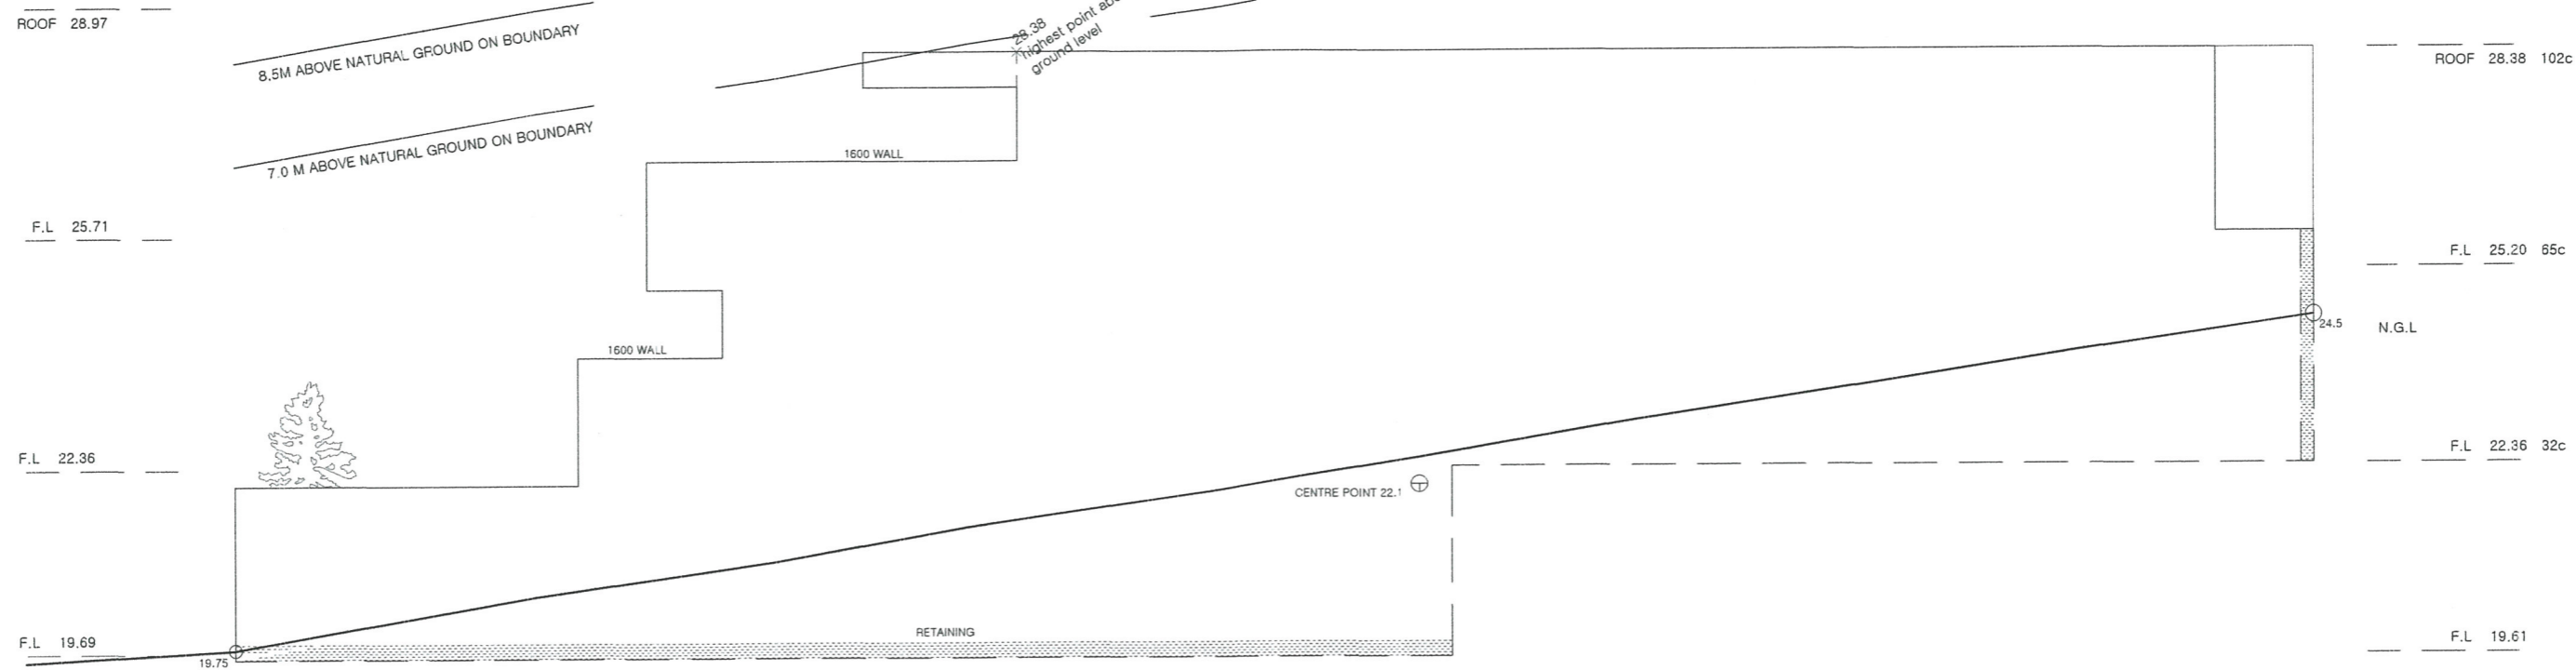 ROOF 28.97
8.5M ABOVE NATURAL GROUND ON BOUNDARY
28.38
highest point
ground level
ROOF 28.38 102c
7.0 M ABOVE NATURAL GROUND ON BOUNDARY
1600 WALL
F.L 25.71
F.L 25.20 65c
24.5
N.G.L
1600 WALL
F.L 22.36
F.L 22.36 32c
CENTRE POINT 22.1
F.L 19.69
19.75
RETAINING
F.L 19.61